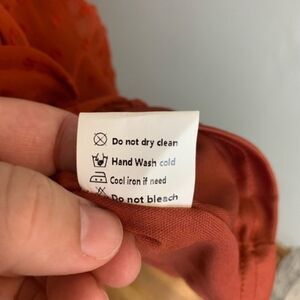 Do not dry clean
Hand Wash cold
Cool iron if need
Do not bleach